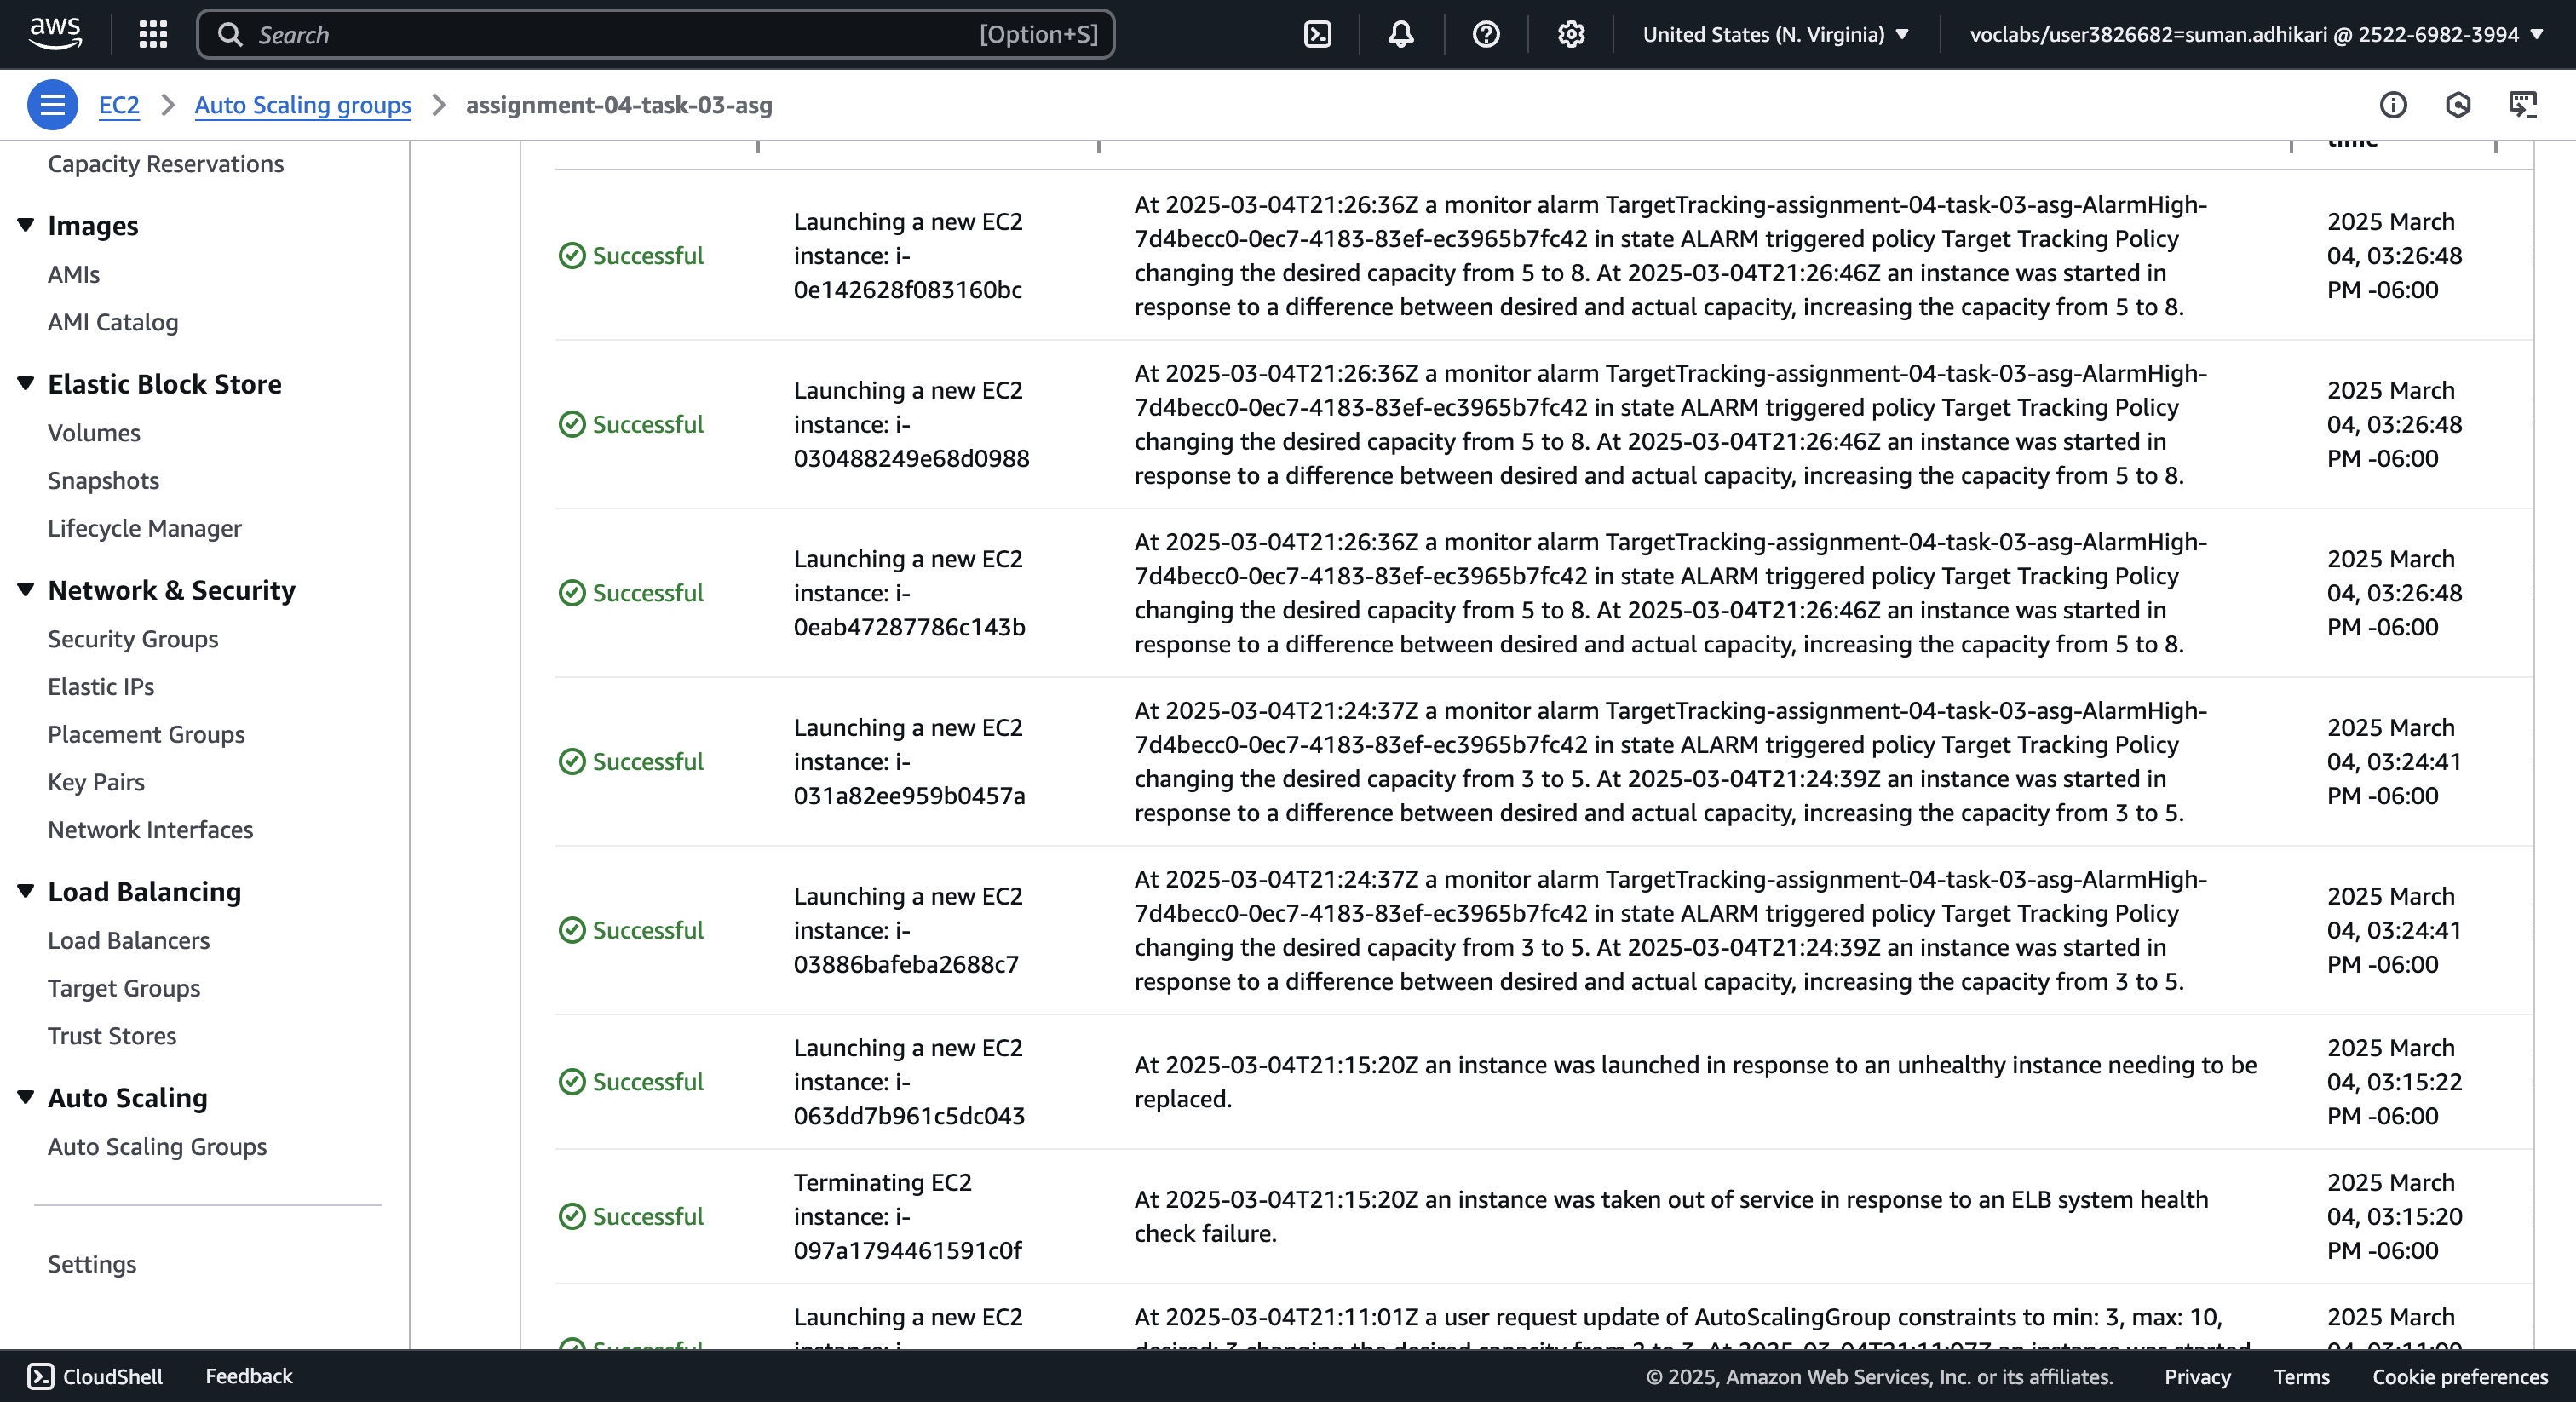 aws
Search
[Option+S]
United States (N. Virginia)
voclabs/user3826682=suman.adhikari @ 2522-6982-3994
EC2
Auto Scaling groups
assignment-04-task-03-asg
Capacity Reservations
Images
AMIs
AMI Catalog
Elastic Block Store
Volumes
Snapshots
Lifecycle Manager
Network & Security
Security Groups
Elastic IPs
Placement Groups
Key Pairs
Network Interfaces
Load Balancing
Load Balancers
Target Groups
Trust Stores
Auto Scaling
Auto Scaling Groups
Settings
time
Successful
Launching a new EC2
instance: i-
0e142628f083160bc
At 2025-03-04T21:26:36Z a monitor alarm TargetTracking-assignment-04-task-03-asg-AlarmHigh-
7d4becc0-0ec7-4183-83ef-ec3965b7fc42 in state ALARM triggered policy Target Tracking Policy
changing the desired capacity from 5 to 8. At 2025-03-04T21:26:46Z an instance was started in
response to a difference between desired and actual capacity, increasing the capacity from 5 to 8.
2025 March
04, 03:26:48
PM -06:00
Successful
Launching a new EC2
instance: i-
030488249e68d0988
At 2025-03-04T21:26:36Z a monitor alarm TargetTracking-assignment-04-task-03-asg-AlarmHigh-
7d4becc0-0ec7-4183-83ef-ec3965b7fc42 in state ALARM triggered policy Target Tracking Policy
changing the desired capacity from 5 to 8. At 2025-03-04T21:26:46Z an instance was started in
response to a difference between desired and actual capacity, increasing the capacity from 5 to 8.
2025 March
04, 03:26:48
PM -06:00
Successful
Launching a new EC2
instance: i-
0eab47287786c143b
At 2025-03-04T21:26:36Z a monitor alarm TargetTracking-assignment-04-task-03-asg-AlarmHigh-
7d4becc0-0ec7-4183-83ef-ec3965b7fc42 in state ALARM triggered policy Target Tracking Policy
changing the desired capacity from 5 to 8. At 2025-03-04T21:26:46Z an instance was started in
response to a difference between desired and actual capacity, increasing the capacity from 5 to 8.
2025 March
04, 03:26:48
PM -06:00
Successful
Launching a new EC2
instance: i-
031a82ee959b0457a
At 2025-03-04T21:24:37Z a monitor alarm TargetTracking-assignment-04-task-03-asg-AlarmHigh-
7d4becc0-0ec7-4183-83ef-ec3965b7fc42 in state ALARM triggered policy Target Tracking Policy
changing the desired capacity from 3 to 5. At 2025-03-04T21:24:39Z an instance was started in
response to a difference between desired and actual capacity, increasing the capacity from 3 to 5.
2025 March
04, 03:24:41
PM -06:00
Successful
Launching a new EC2
instance: i-
03886bafeba2688c7
At 2025-03-04T21:24:37Z a monitor alarm TargetTracking-assignment-04-task-03-asg-AlarmHigh-
7d4becc0-0ec7-4183-83ef-ec3965b7fc42 in state ALARM triggered policy Target Tracking Policy
changing the desired capacity from 3 to 5. At 2025-03-04T21:24:39Z an instance was started in
response to a difference between desired and actual capacity, increasing the capacity from 3 to 5.
2025 March
04, 03:24:41
PM -06:00
Successful
Launching a new EC2
instance: i-
063dd7b961c5dc043
At 2025-03-04T21:15:20Z an instance was launched in response to an unhealthy instance needing to be
replaced.
2025 March
04, 03:15:22
PM -06:00
Successful
Terminating EC2
instance: i-
097a1794461591c0f
At 2025-03-04T21:15:20Z an instance was taken out of service in response to an ELB system health
check failure.
2025 March
04, 03:15:20
PM -06:00
Successful
Launching a new EC2
instance: i-
At 2025-03-04T21:11:01Z a user request update of AutoScalingGroup constraints to min: 3, max: 10,
desired: 3 changing the desired capacity from 2 to 3. At 2025-03-04T21:11:07Z an instance was started
2025 March
04, 03:11:09
CloudShell
Feedback
© 2025, Amazon Web Services, Inc. or its affiliates.
Privacy
Terms
Cookie preferences